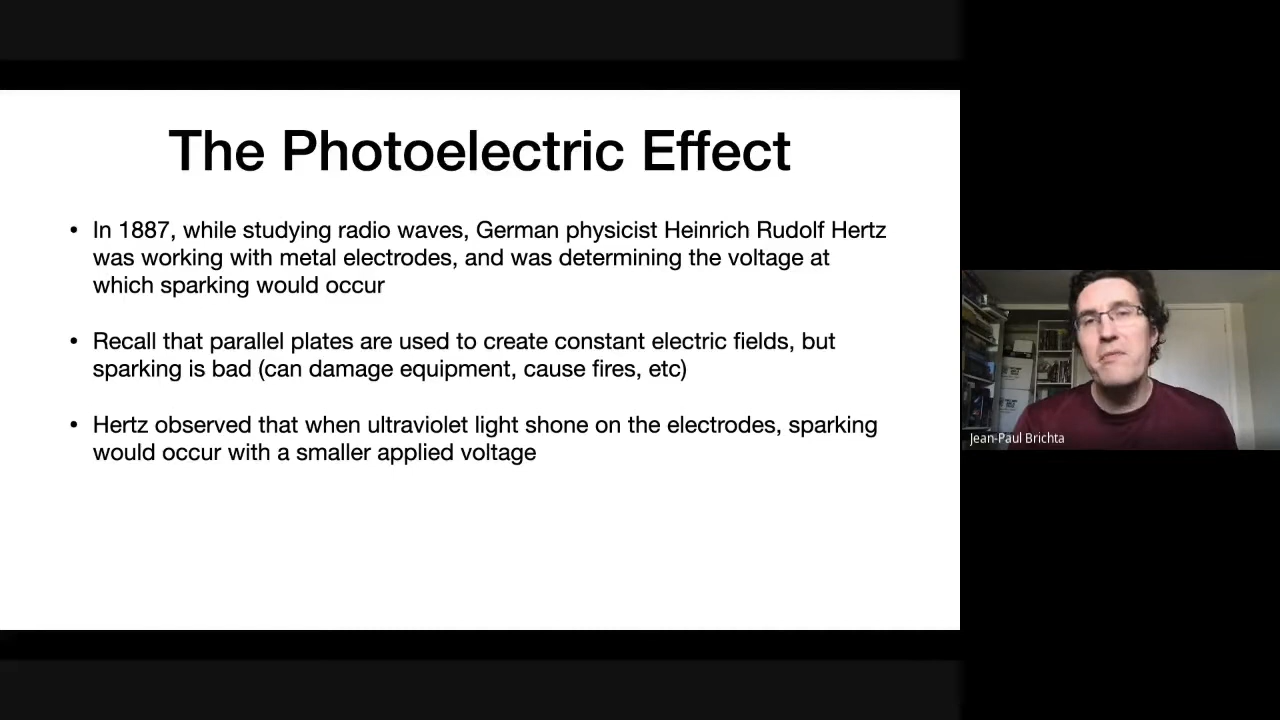 The Photoelectric Effect
• In 1887, while studying radio waves, German physicist Heinrich Rudolf Hertz
was working with metal electrodes, and was determining the voltage at
which sparking would occur
• Recall that parallel plates are used to create constant electric fields, but
sparking is bad (can damage equipment, cause fires, etc)
• Hertz observed that when ultraviolet light shone on the electrodes, sparking
would occur with a smaller applied voltage
Jean-Paul Brichta